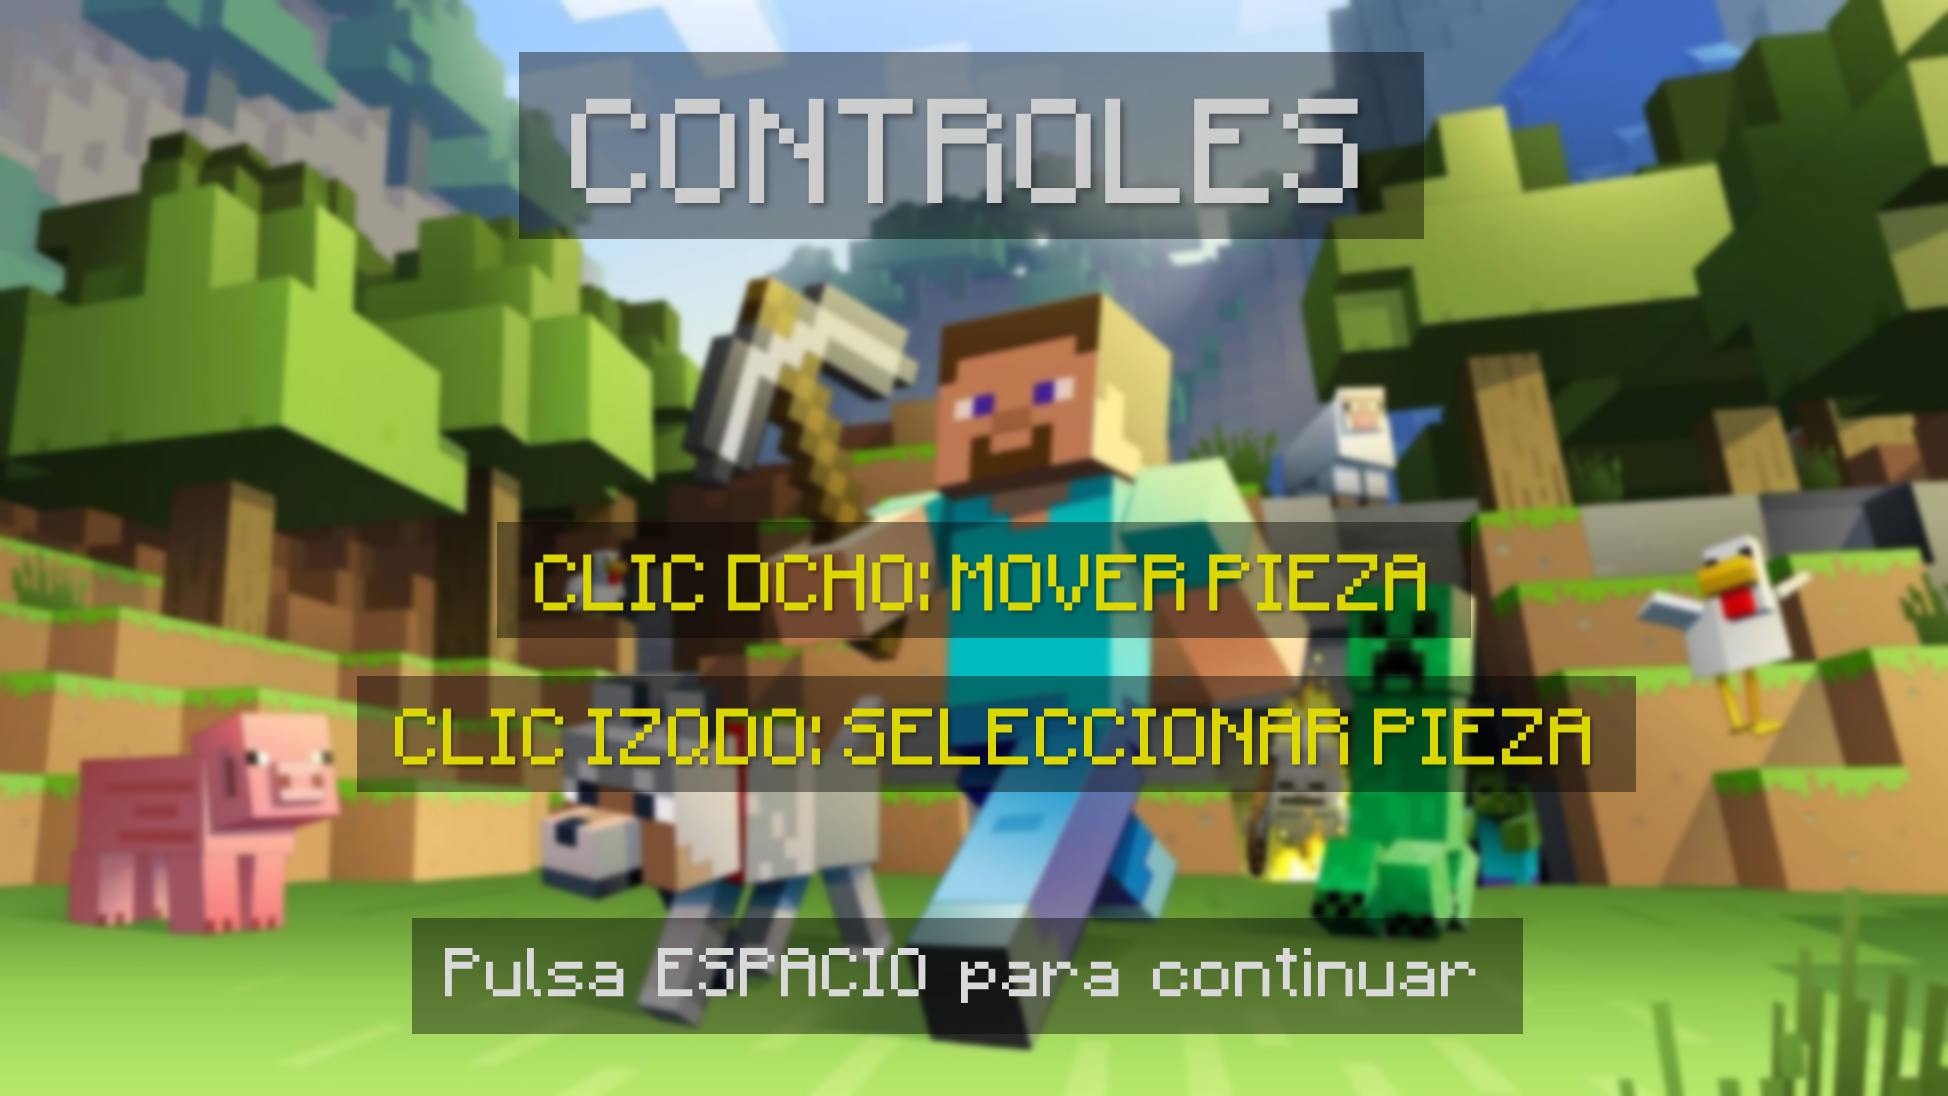 CONTROLES
CLIC DCHO: MOVER PIEZA
CLIC IZQDO: SELECCIONAR PIEZA
Pulsa ESPACIO para continuar